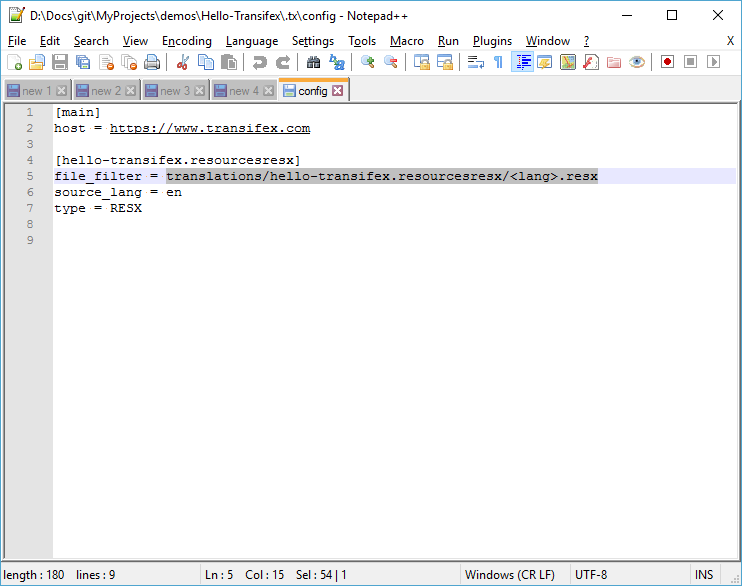 D:\Docs\git\MyProjects\demos\Hello-Transifex\.tx\config - Notepad++
File Edit Search View Encoding Language Settings Tools Macro Run Plugins Window ? X
new 1 new 2 new 3 new 4 config
1 [main]
2 host = https://www.transifex.com
3
4 [hello-transifex.resourcesresx]
5 file_filter = translations/hello-transifex.resourcesresx/<lang>.resx
6 source_lang = en
7 type = RESX
8
9
length : 180 lines : 9 Ln : 5 Col : 15 Sel : 54 | 1 Windows (CR LF) UTF-8 INS